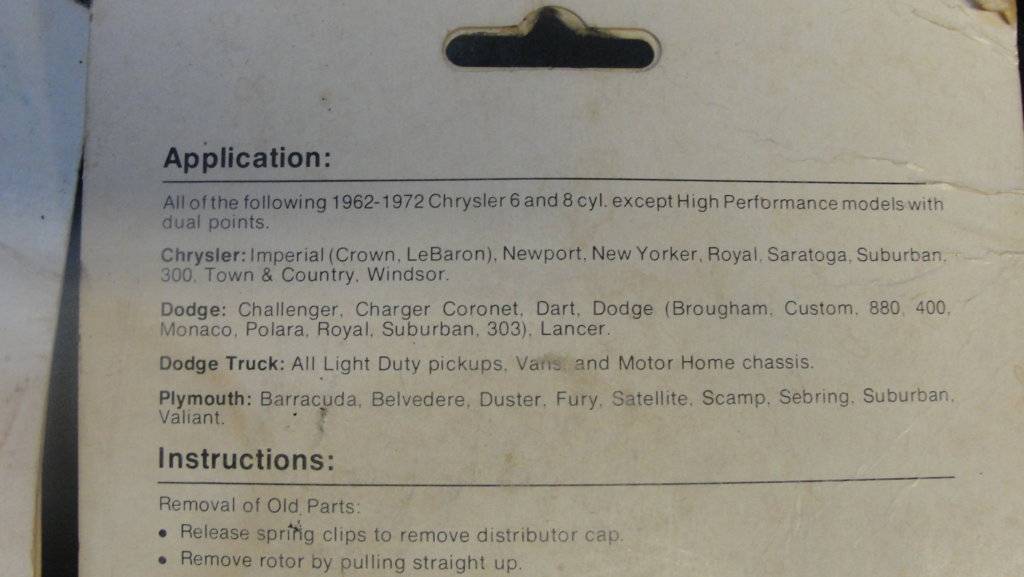 Application:
All of the following 1962-1972 Chrysler 6 and 8 cyl. except High Performance models with
dual points.
Chrysler: Imperial (Crown, LeBaron), Newport, New Yorker, Royal, Saratoga, Suburban,
300, Town & Country, Windsor.
Dodge: Challenger, Charger Coronet, Dart, Dodge (Brougham, Custom, 880, 400,
Monaco, Polara, Royal, Suburban, 303), Lancer.
Dodge Truck: All Light Duty pickups, Vans, and Motor Home chassis.
Plymouth: Barracuda, Belvedere, Duster, Fury, Satellite, Scamp, Sebring, Suburban,
Valiant.
Instructions:
Removal of Old Parts:
• Release spring clips to remove distributor cap.
• Remove rotor by pulling straight up.